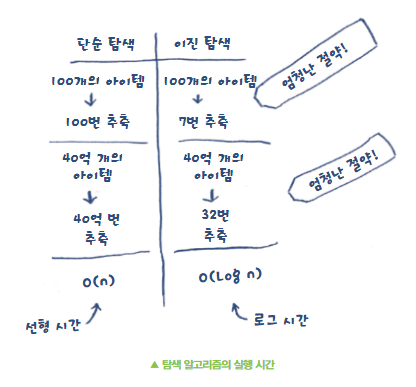 단순 탐색
이진 탐색
100개의 아이템
100개의 아이템
엄청난 절약!
100번 추측
7번 추측
40억 개의
아이템
40억 개의
아이템
엄청난 절약!
40억 번
추측
32번
추측
O(n)
O(Log n)
선형 시간
로그 시간
▲ 탐색 알고리즘의 실행 시간